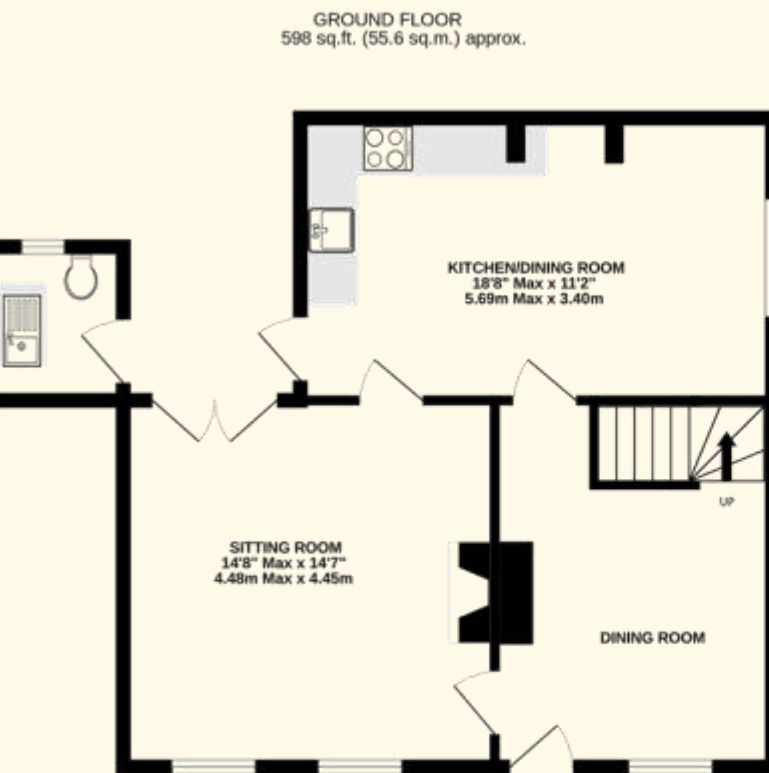 GROUND FLOOR
598 sq.ft. (55.6 sq.m.) approx.
KITCHEN/DINING ROOM
18'8" Max x 11'2"
5.69m Max x 3.40m
UP
SITTING ROOM
14'8" Max x 14'7"
4.48m Max x 4.45m
DINING ROOM